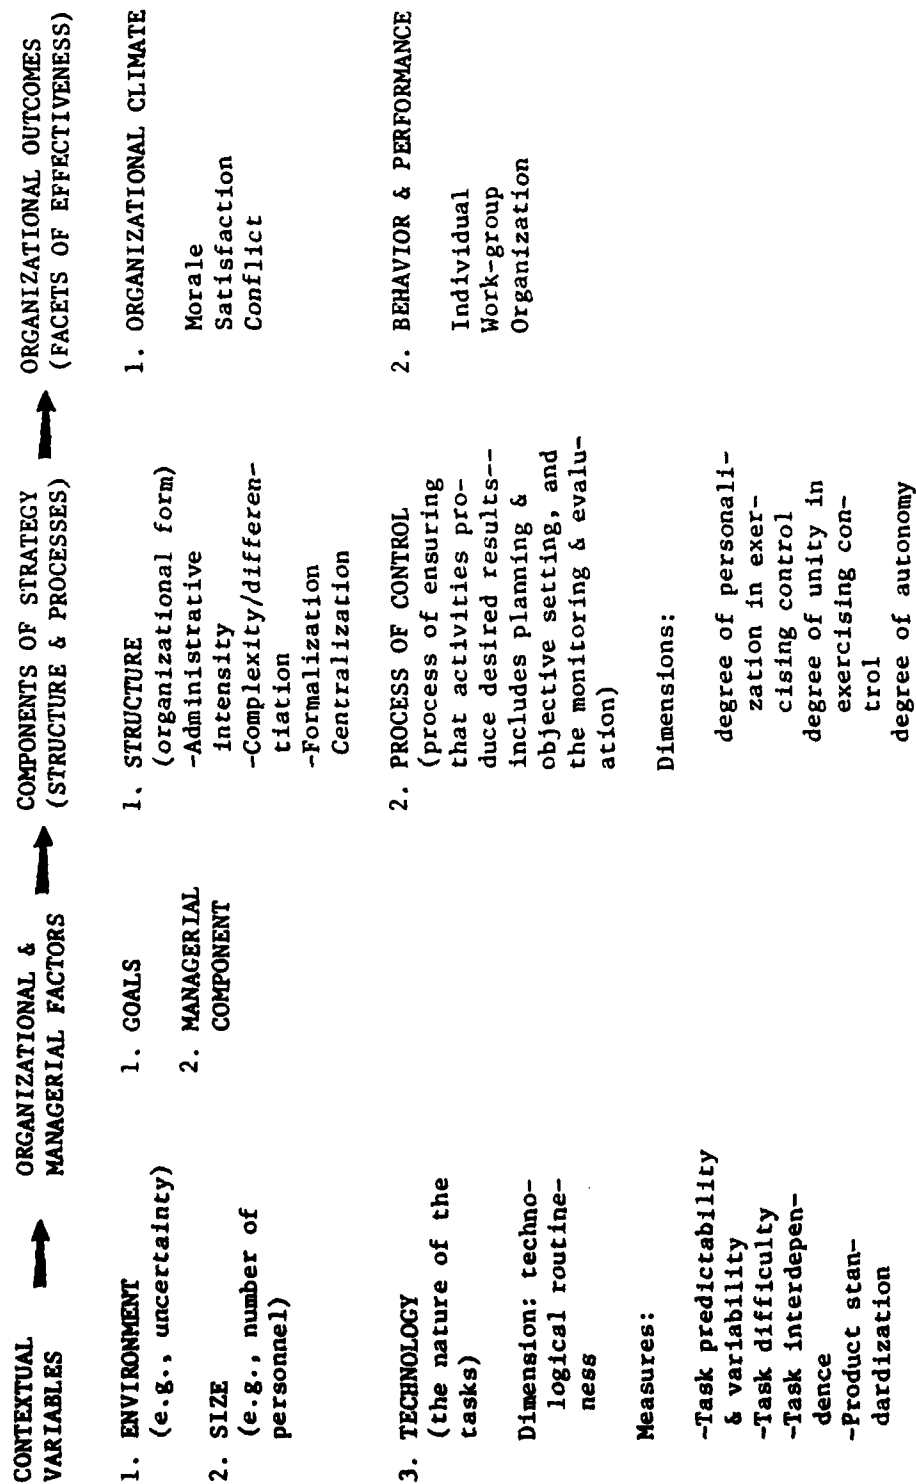 CONTEXTUAL
VARIABLES
1. ENVIRONMENT
(e.g., uncertainty)
2. SIZE
(e.g., number of
personnel)
3. TECHNOLOGY
(the nature of the
tasks)
Dimension: techno-
logical routine-
ness
Measures:
-Task predictability
& variability
-Task difficulty
-Task interdepen-
dence
-Product stan-
dardization
ORGANIZATIONAL &
MANAGERIAL FACTORS
1. GOALS
2. MANAGERIAL
COMPONENT
COMPONENTS OF STRATEGY
(STRUCTURE & PROCESSES)
1. STRUCTURE
(organizational form)
-Administrative
intensity
-Complexity/differen-
tiation
-Formalization
Centralization
2. PROCESS OF CONTROL
(process of ensuring
that activities pro-
duce desired results--
includes planning &
objective setting, and
the monitoring & evalu-
ation)
Dimensions:
degree of personali-
zation in exer-
cising control
degree of unity in
exercising con-
trol
degree of autonomy
ORGANIZATIONAL OUTCOMES
(FACETS OF EFFECTIVENESS)
1. ORGANIZATIONAL CLIMATE
Morale
Satisfaction
Conflict
2. BEHAVIOR & PERFORMANCE
Individual
Work-group
Organization